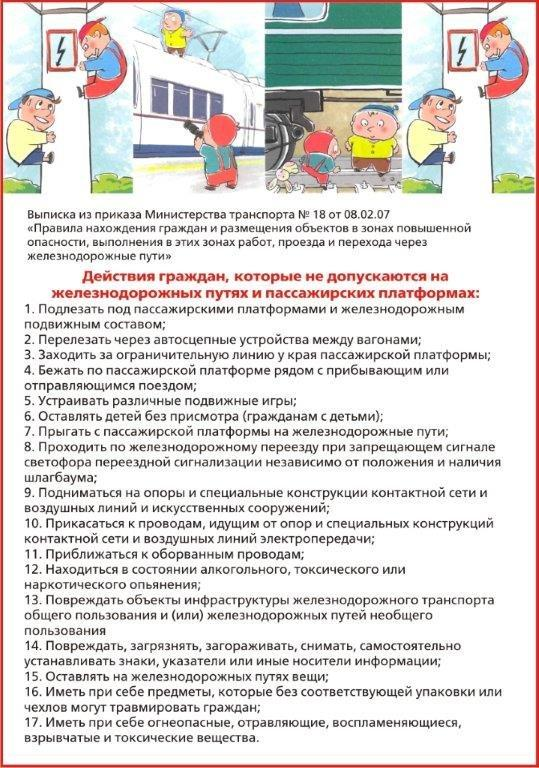 Выписка из приказа Министерства транспорта № 18 от 08.02.07
«Правила нахождения граждан и размещения объектов в зонах повышенной
опасности, выполнения в этих зонах работ, проезда и перехода через
железнодорожные пути»
Действия граждан, которые не допускаются на
железнодорожных путях и пассажирских платформах:
1. Подлезать под пассажирскими платформами и железнодорожным
подвижным составом;
2. Перелезать через автосцепные устройства между вагонами;
3. Заходить за ограничительную линию у края пассажирской платформы;
4. Бежать по пассажирской платформе рядом с прибывающим или
отправляющимся поездом;
5. Устраивать различные подвижные игры;
6. Оставлять детей без присмотра (гражданам с детьми);
7. Прыгать с пассажирской платформы на железнодорожные пути;
8. Проходить по железнодорожному переезду при запрещающем сигнале
светофора переездной сигнализации независимо от положения и наличия
шлагбаума;
9. Подниматься на опоры и специальные конструкции контактной сети и
воздушных линий и искусственных сооружений;
10. Прикасаться к проводам, идущим от опор и специальных конструкций
контактной сети и воздушных линий электропередачи;
11. Приближаться к оборванным проводам;
12. Находиться в состоянии алкогольного, токсического или
наркотического опьянения;
13. Повреждать объекты инфраструктуры железнодорожного транспорта
общего пользования и (или) железнодорожных путей необщего
пользования
14. Повреждать, загрязнять, загораживать, снимать, самостоятельно
устанавливать знаки, указатели или иные носители информации;
15. Оставлять на железнодорожных путях вещи;
16. Иметь при себе предметы, которые без соответствующей упаковки или
чехлов могут травмировать граждан;
17. Иметь при себе огнеопасные, отравляющие, воспламеняющиеся,
взрывчатые и токсические вещества.